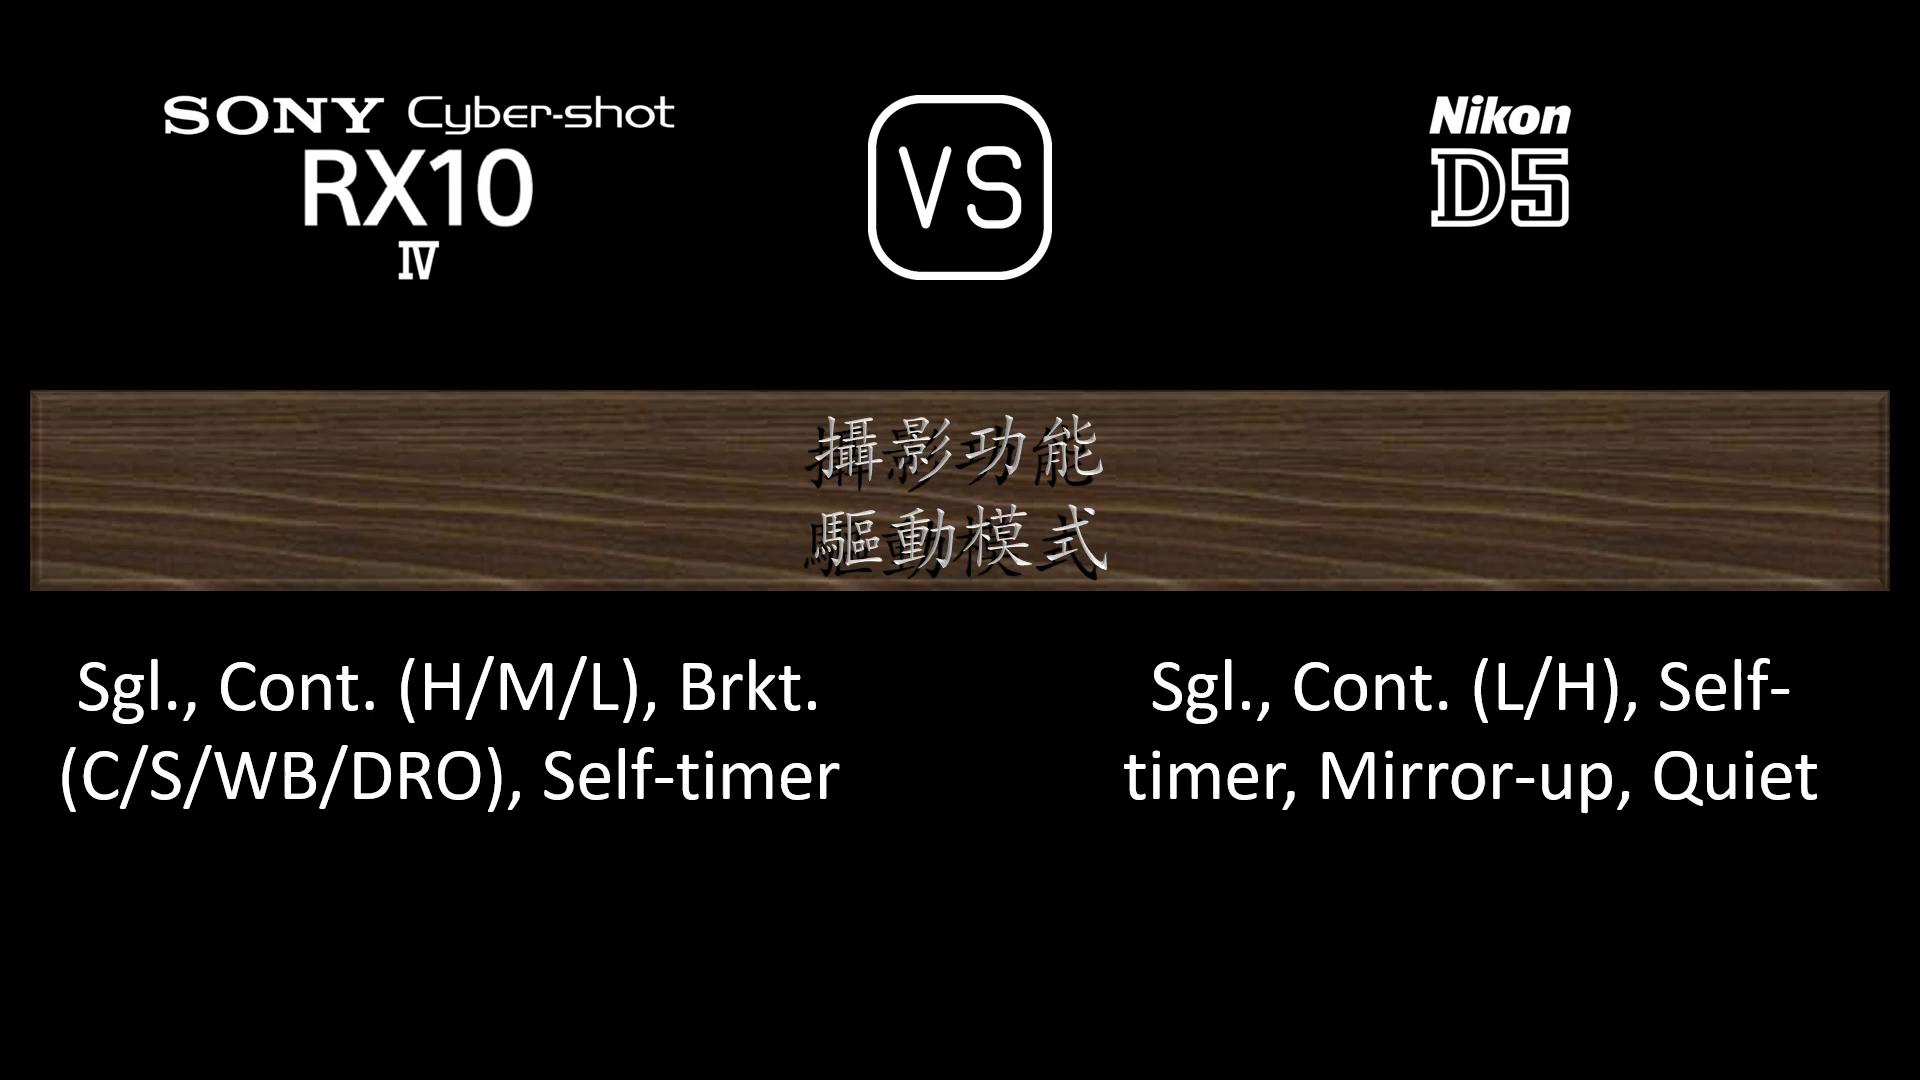 SONY Cyber-shot
RX10
IV
VS
Nikon
D5
攝影功能
驅動模式
Sgl., Cont. (H/M/L), Brkt.
(C/S/WB/DRO), Self-timer
Sgl., Cont. (L/H), Self-
timer, Mirror-up, Quiet